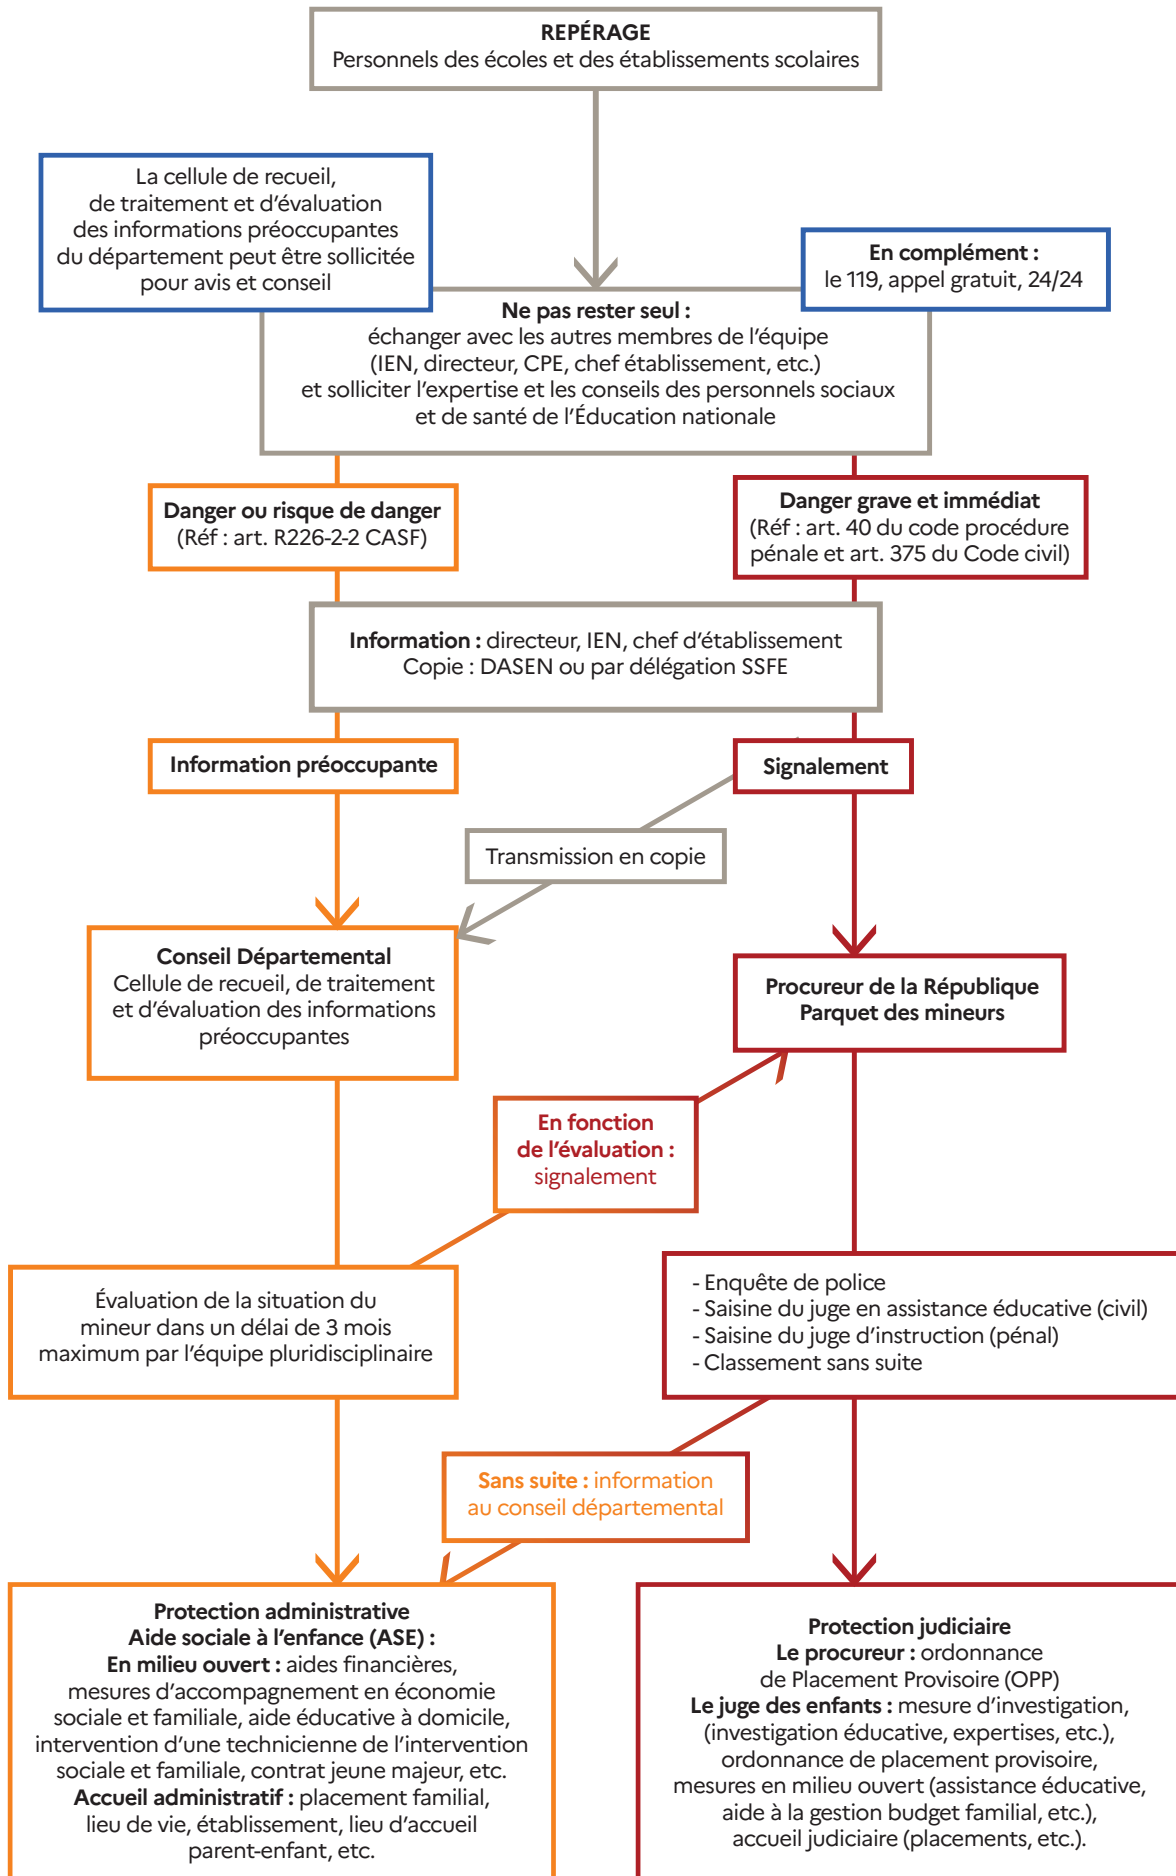 REPÉRAGE
Personnels des écoles et des établissements scolaires
La cellule de recueil,
de traitement et d'évaluation
des informations préoccupantes
du département peut être sollicitée
pour avis et conseil
En complément :
le 119, appel gratuit, 24/24
Ne pas rester seul :
échanger avec les autres membres de l'équipe
(IEN, directeur, CPE, chef établissement, etc.)
et solliciter l'expertise et les conseils des personnels sociaux
et de santé de l'Éducation nationale
Danger ou risque de danger
(Réf : art. R226-2-2 CASF)
Danger grave et immédiat
(Réf : art. 40 du code procédure
pénale et art. 375 du Code civil)
Information : directeur, IEN, chef d'établissement
Copie : DASEN ou par délégation SSFE
Information préoccupante
Signalement
Transmission en copie
Conseil Départemental
Cellule de recueil, de traitement
et d'évaluation des informations
préoccupantes
Procureur de la République
Parquet des mineurs
En fonction
de l'évaluation :
signalement
Évaluation de la situation du
mineur dans un délai de 3 mois
maximum par l'équipe pluridisciplinaire
- Enquête de police
- Saisine du juge en assistance éducative (civil)
- Saisine du juge d'instruction (pénal)
- Classement sans suite
Sans suite : information
au conseil départemental
Protection administrative
Aide sociale à l'enfance (ASE) :
En milieu ouvert : aides financières,
mesures d'accompagnement en économie
sociale et familiale, aide éducative à domicile,
intervention d'une technicienne de l'intervention
sociale et familiale, contrat jeune majeur, etc.
Accueil administratif : placement familial,
lieu de vie, établissement, lieu d'accueil
parent-enfant, etc.
Protection judiciaire
Le procureur : ordonnance
de Placement Provisoire (OPP)
Le juge des enfants : mesure d'investigation,
(investigation éducative, expertises, etc.),
ordonnance de placement provisoire,
mesures en milieu ouvert (assistance éducative,
aide à la gestion budget familial, etc.),
accueil judiciaire (placements, etc.).